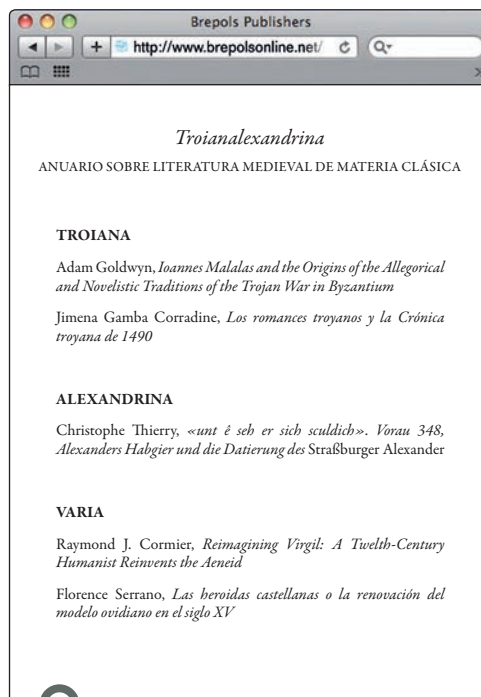 Brepols Publishers
http://www.brepolsonline.net/
Troianalexandrina
ANUARIO SOBRE LITERATURA MEDIEVAL DE MATERIA CLÁSICA
TROIANA
Adam Goldwyn, Ioannes Malalas and the Origins of the Allegorical
and Novelistic Traditions of the Trojan War in Byzantium
Jimena Gamba Corradine, Los romances troyanos y la Crónica
troyana de 1490
ALEXANDRINA
Christophe Thierry, «unt ê seh er sich sculdich». Vorau 348,
Alexanders Habgier und die Datierung des Straßburger Alexander
VARIA
Raymond J. Cormier, Reimagining Virgil: A Twelth-Century
Humanist Reinvents the Aeneid
Florence Serrano, Las heroidas castellanas o la renovación del
modelo ovidiano en el siglo XV